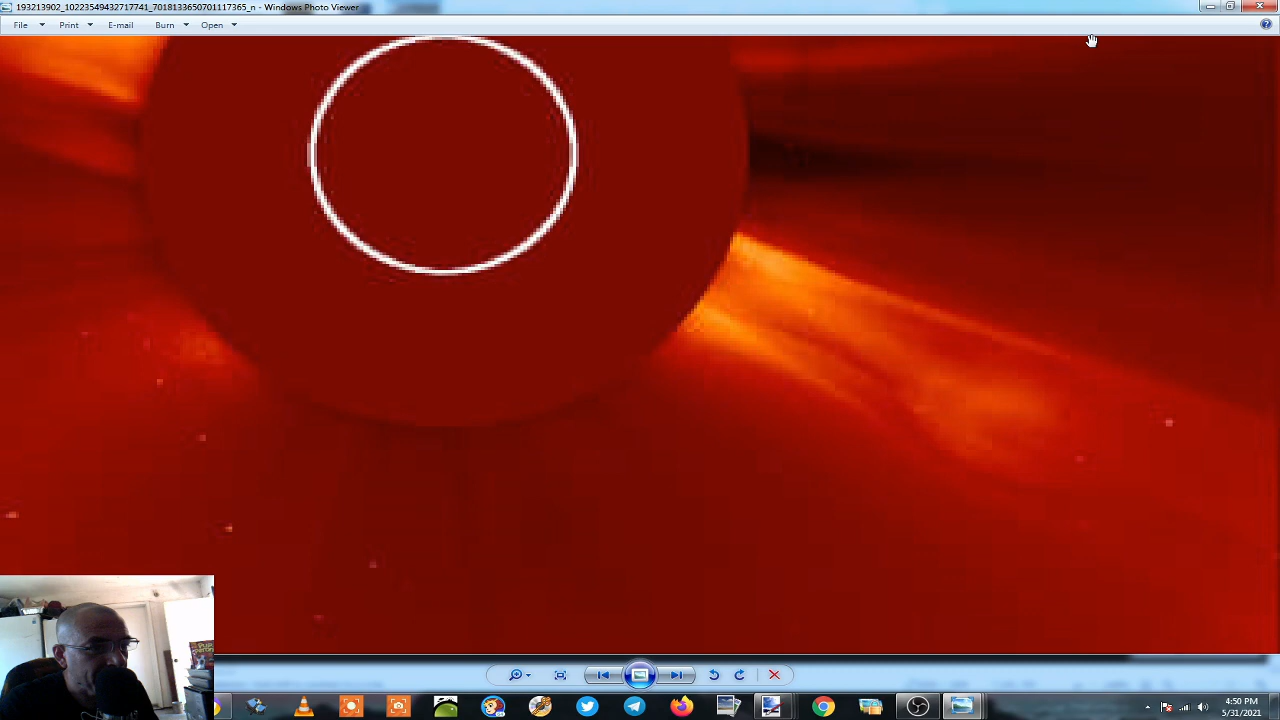 193213902_10223549432717741_7018133650701117365_n - Windows Photo Viewer
File Print E-mail Burn Open
4:50 PM
5/31/2021